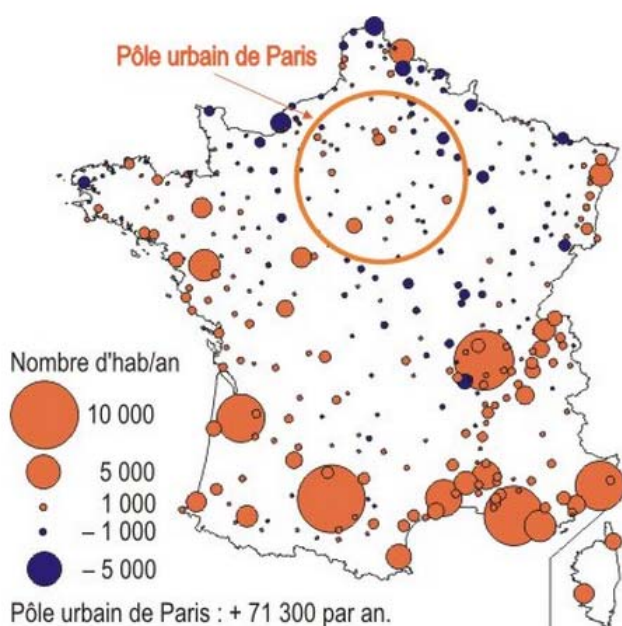 Pôle urbain de Paris
Nombre d'hab/an
10 000
5 000
1 000
– 1 000
– 5 000
Pôle urbain de Paris : + 71 300 par an.